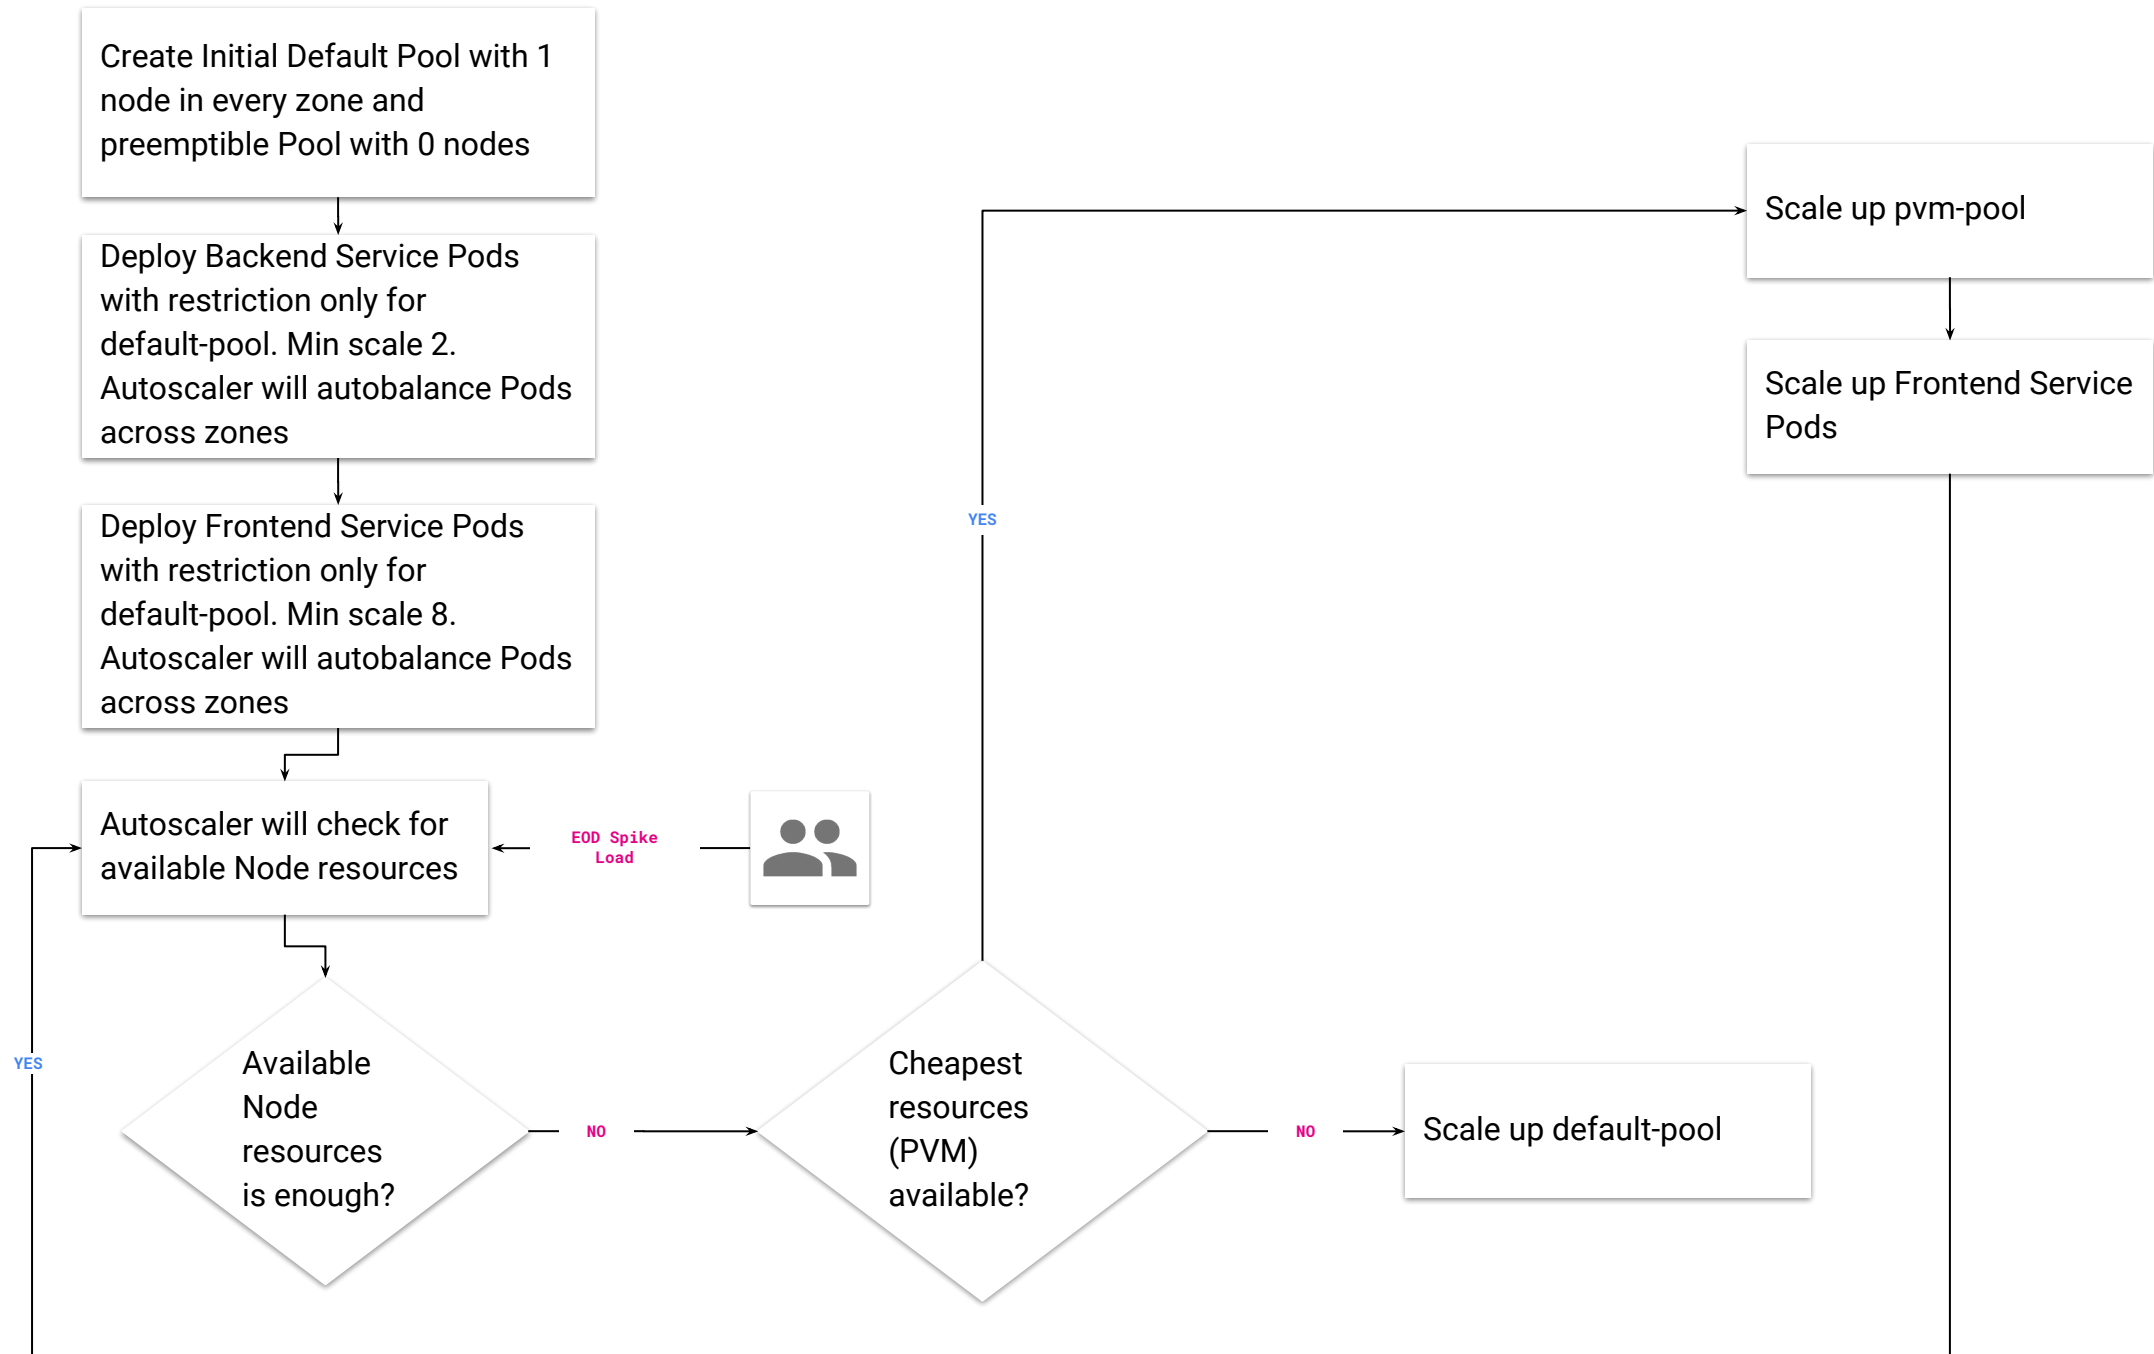 Create Initial Default Pool with 1
node in every zone and
preemptible Pool with 0 nodes
Deploy Backend Service Pods
with restriction only for
default-pool. Min scale 2.
Autoscaler will autobalance Pods
across zones
Deploy Frontend Service Pods
with restriction only for
default-pool. Min scale 8.
Autoscaler will autobalance Pods
across zones
Autoscaler will check for
available Node resources
EOD Spike
Load
YES
Available
Node
resources
is enough?
NO
Cheapest
resources
(PVM)
available?
NO
Scale up default-pool
YES
Scale up pvm-pool
Scale up Frontend Service
Pods